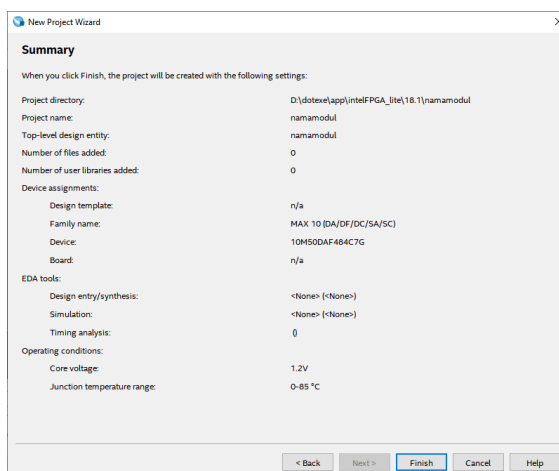 New Project Wizard
Summary
When you click Finish, the project will be created with the following settings:
Project directory: D:\dotexe\app\intelFPGA_lite\18.1\namamodul
Project name: namamodul
Top-level design entity: namamodul
Number of files added: 0
Number of user libraries added: 0
Device assignments:
Design template: n/a
Family name: MAX 10 (DA/DF/DC/SA/SC)
Device: 10M50DAF484C7G
Board: n/a
EDA tools:
Design entry/synthesis: <None> (<None>)
Simulation: <None> (<None>)
Timing analysis: ()
Operating conditions:
Core voltage: 1.2V
Junction temperature range: 0-85 °C
< Back Next > Finish Cancel Help